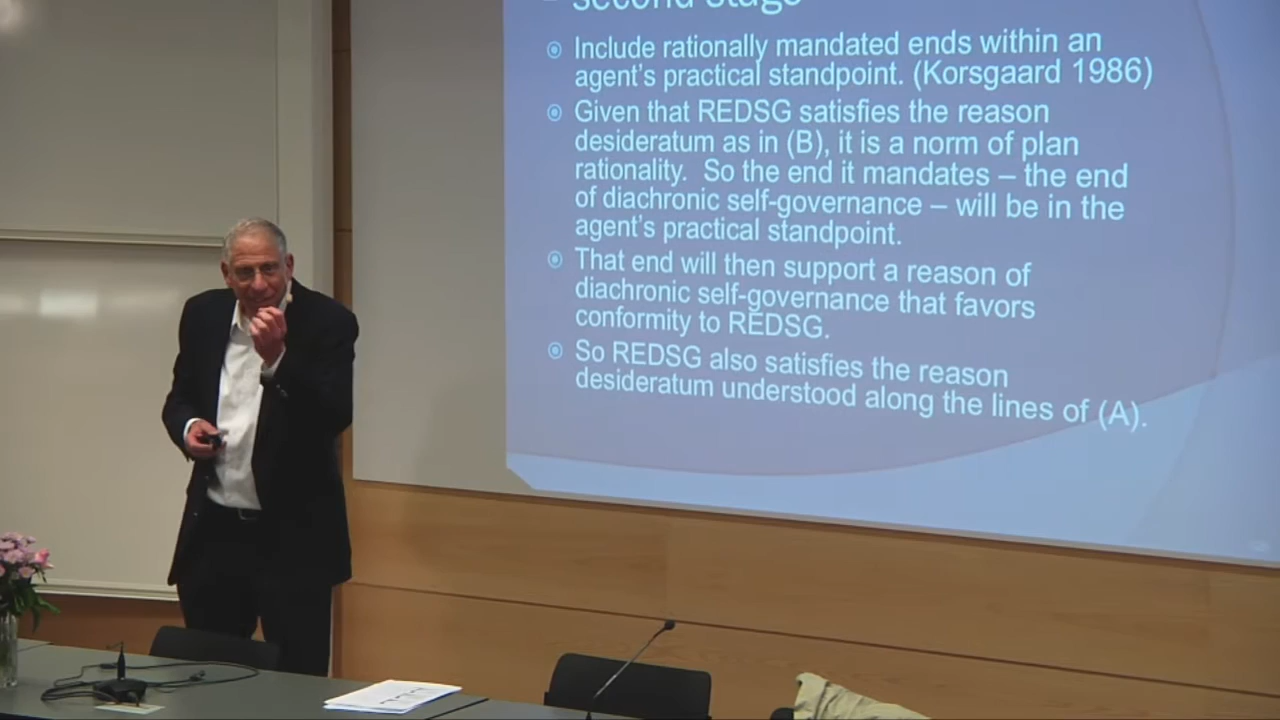 – second stage
Include rationally mandated ends within an
agent's practical standpoint. (Korsgaard 1986)
Given that REDSG satisfies the reason
desideratum as in (B), it is a norm of plan
rationality. So the end it mandates – the end
of diachronic self-governance – will be in the
agent's practical standpoint.
That end will then support a reason of
diachronic self-governance that favors
conformity to REDSG.
So REDSG also satisfies the reason
desideratum understood along the lines of (A).